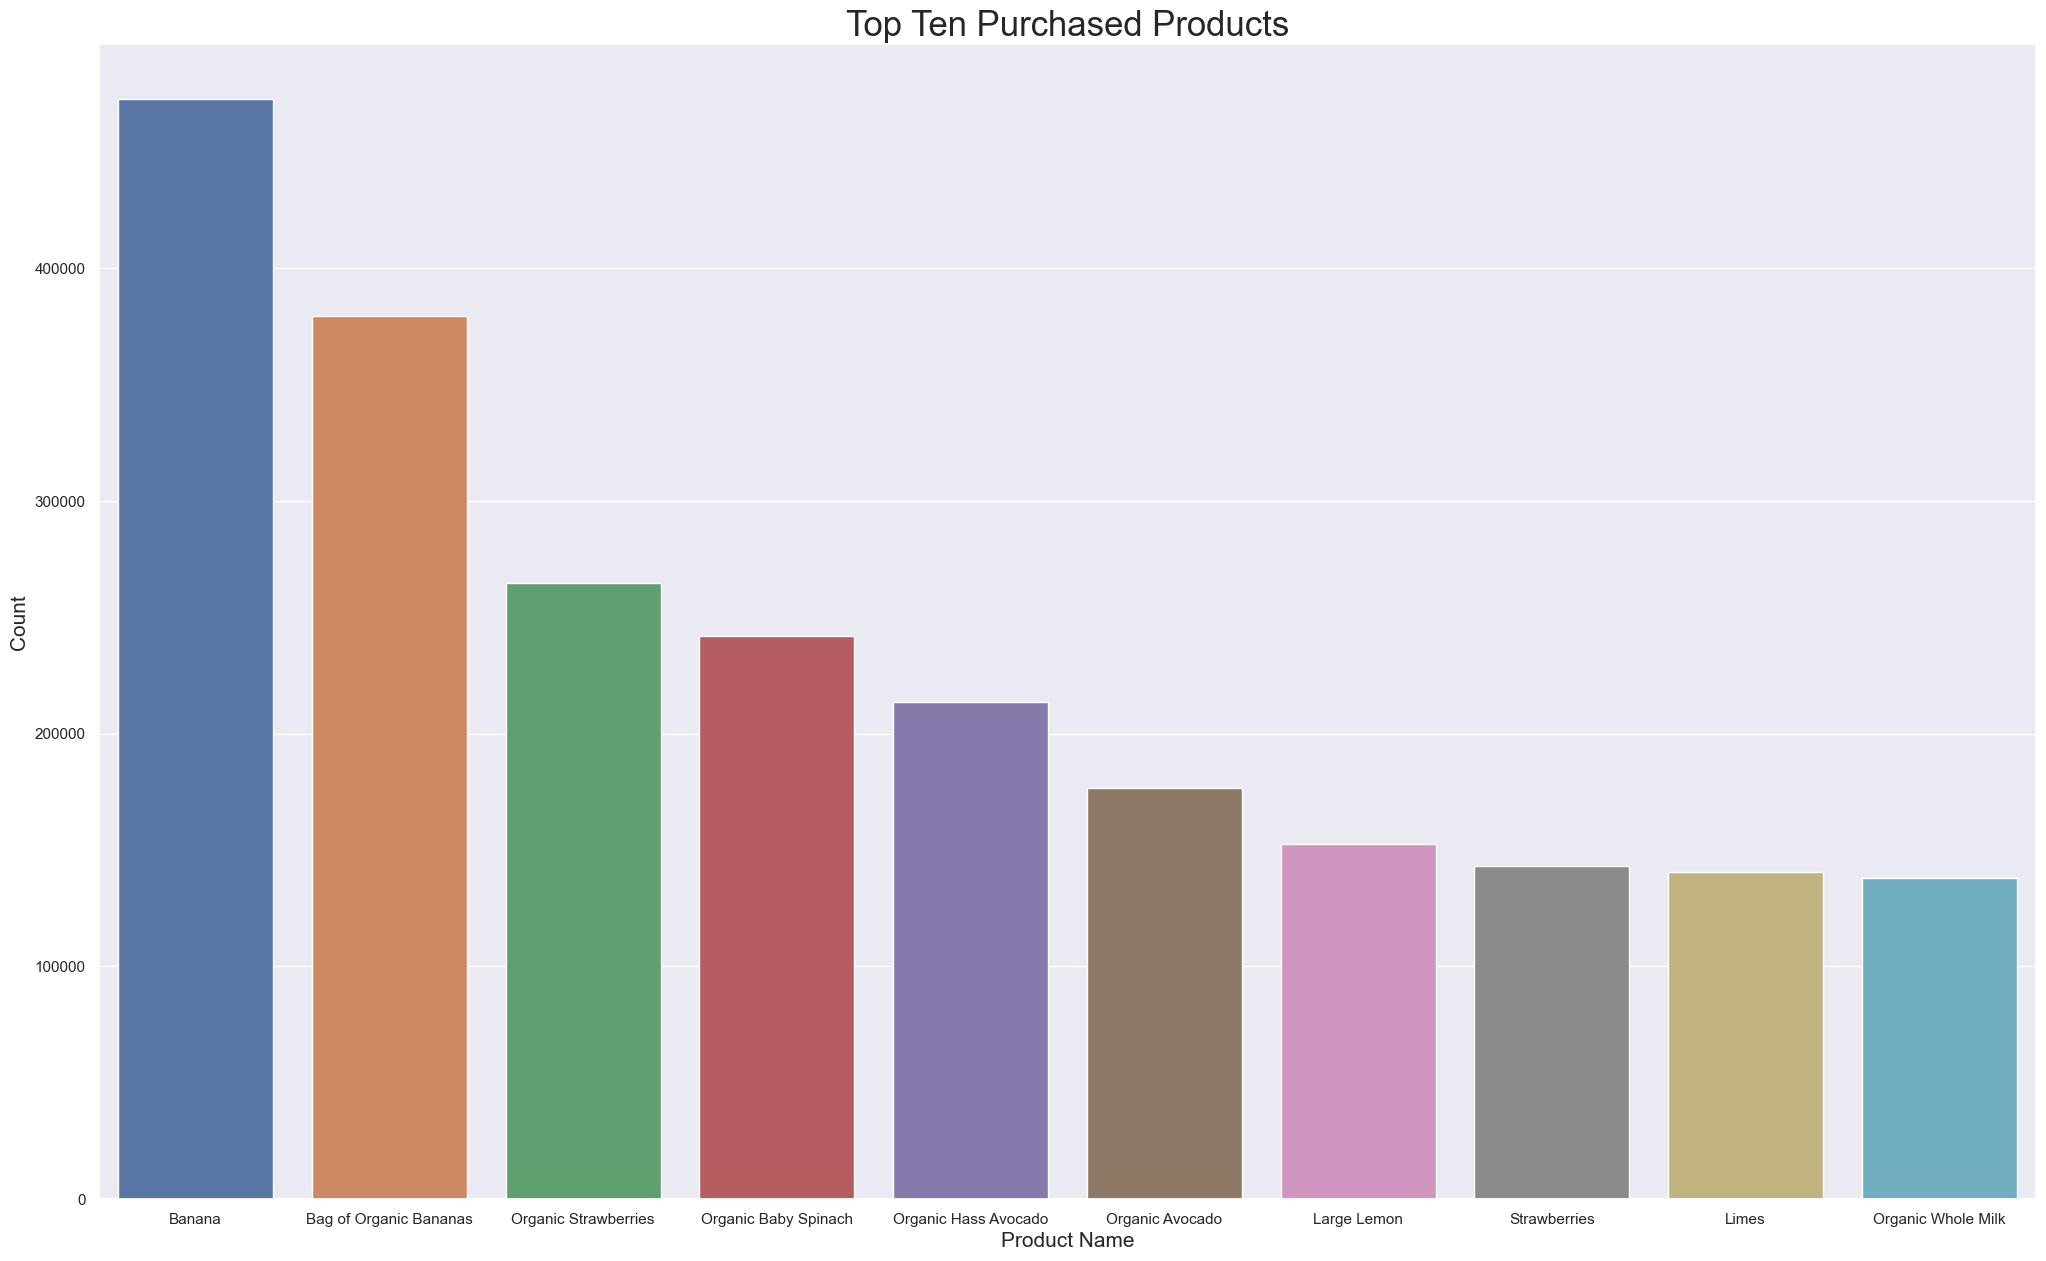 Top Ten Purchased Products
Count
400000
300000
200000
100000
0
Banana
Bag of Organic Bananas
Organic Strawberries
Organic Baby Spinach
Organic Hass Avocado
Organic Avocado
Large Lemon
Strawberries
Limes
Organic Whole Milk
Product Name